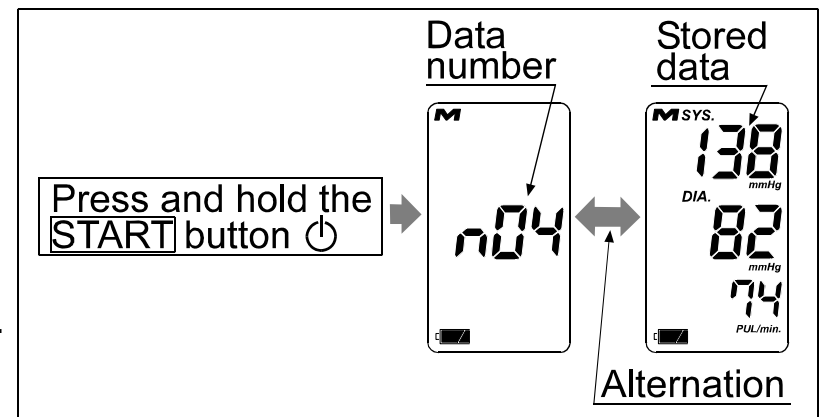 Data
number
Stored
data
Press and hold the
START button
M
n04
M SYS.
138
mmHg
DIA.
82
mmHg
74
PUL/min.
Alternation